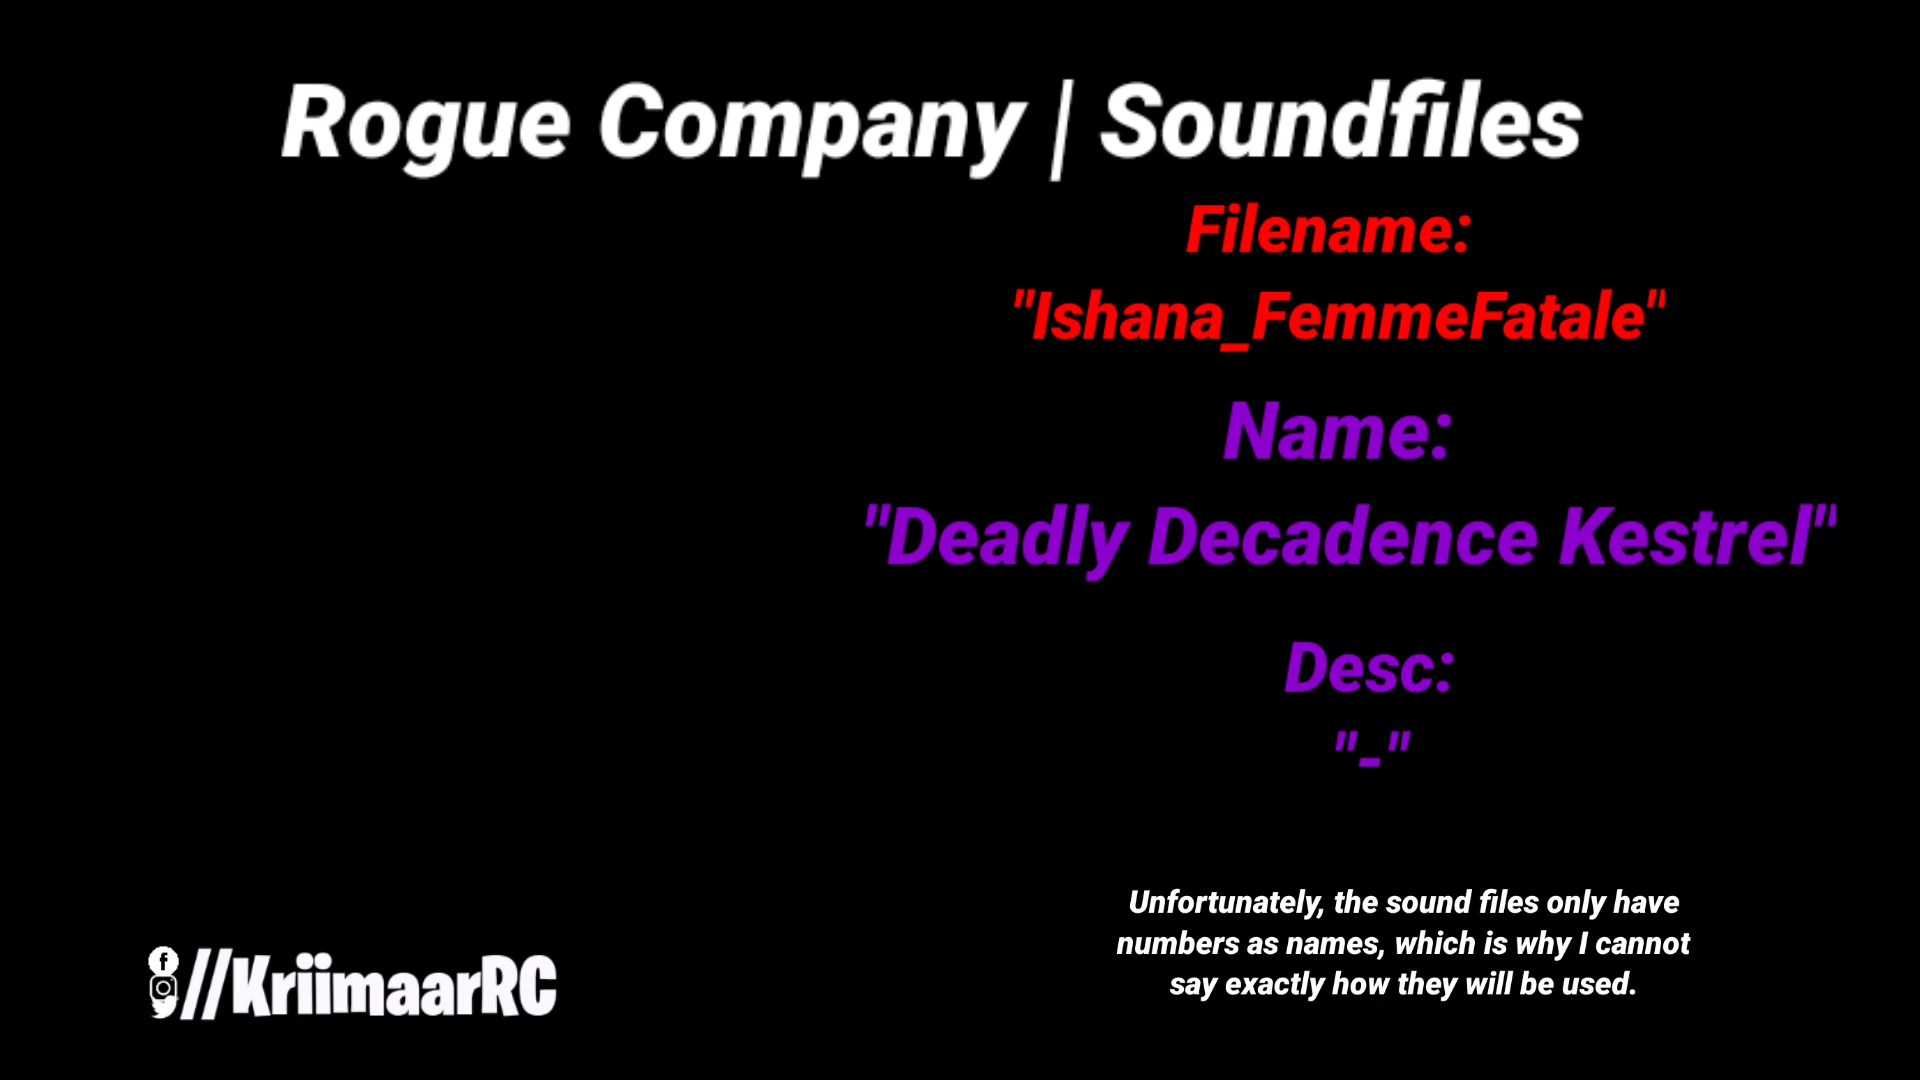 Rogue Company | Soundfiles
Filename:
"Ishana_FemmeFatale"
Name:
"Deadly Decadence Kestrel"
Desc:
"-"
Unfortunately, the sound files only have
numbers as names, which is why I cannot
say exactly how they will be used.
//KriimaarRC